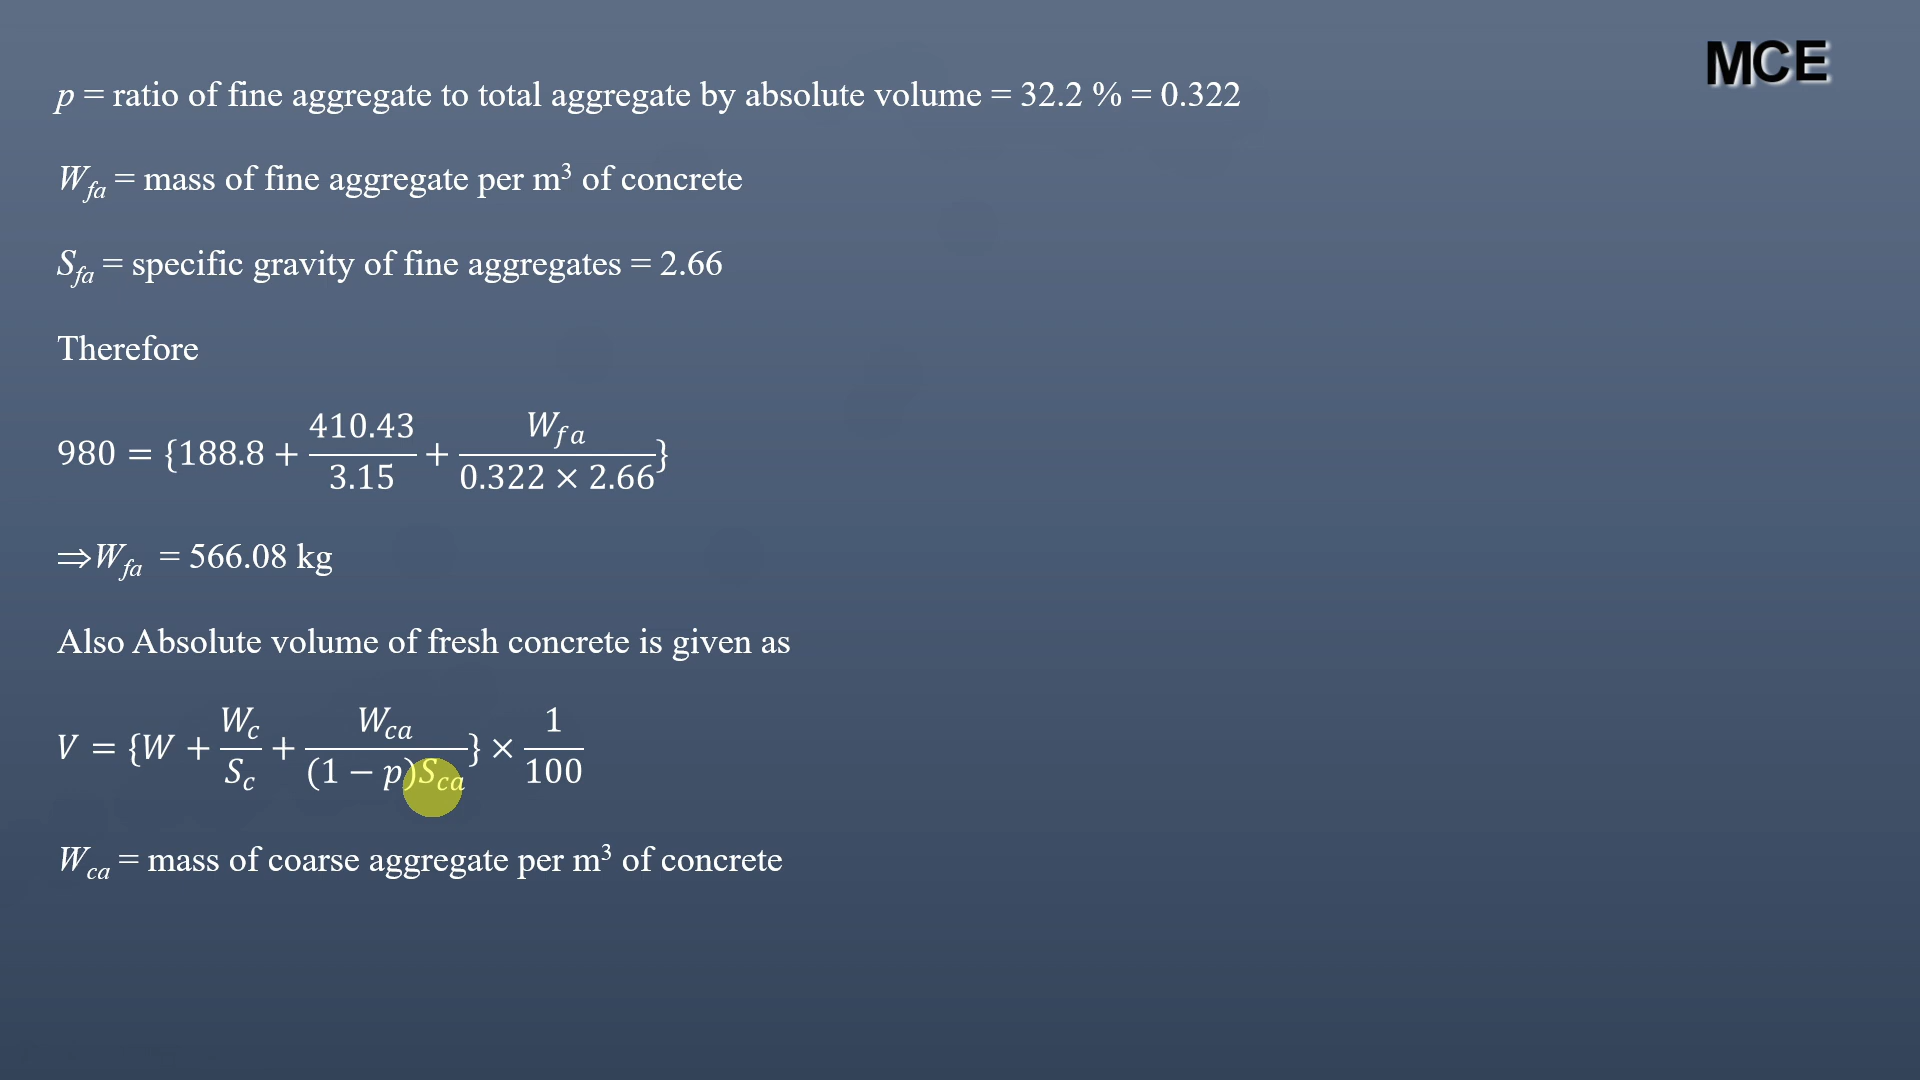 MCE
p = ratio of fine aggregate to total aggregate by absolute volume = 32.2 % = 0.322
W_fa = mass of fine aggregate per m³ of concrete
S_fa = specific gravity of fine aggregates = 2.66
Therefore
980 = {188.8 + 410.43/3.15 + W_fa/(0.322 × 2.66)}
⇒W_fa = 566.08 kg
Also Absolute volume of fresh concrete is given as
V = {W + W_c/S_c + W_ca/((1 − p)S_ca)} × 1/100
W_ca = mass of coarse aggregate per m³ of concrete